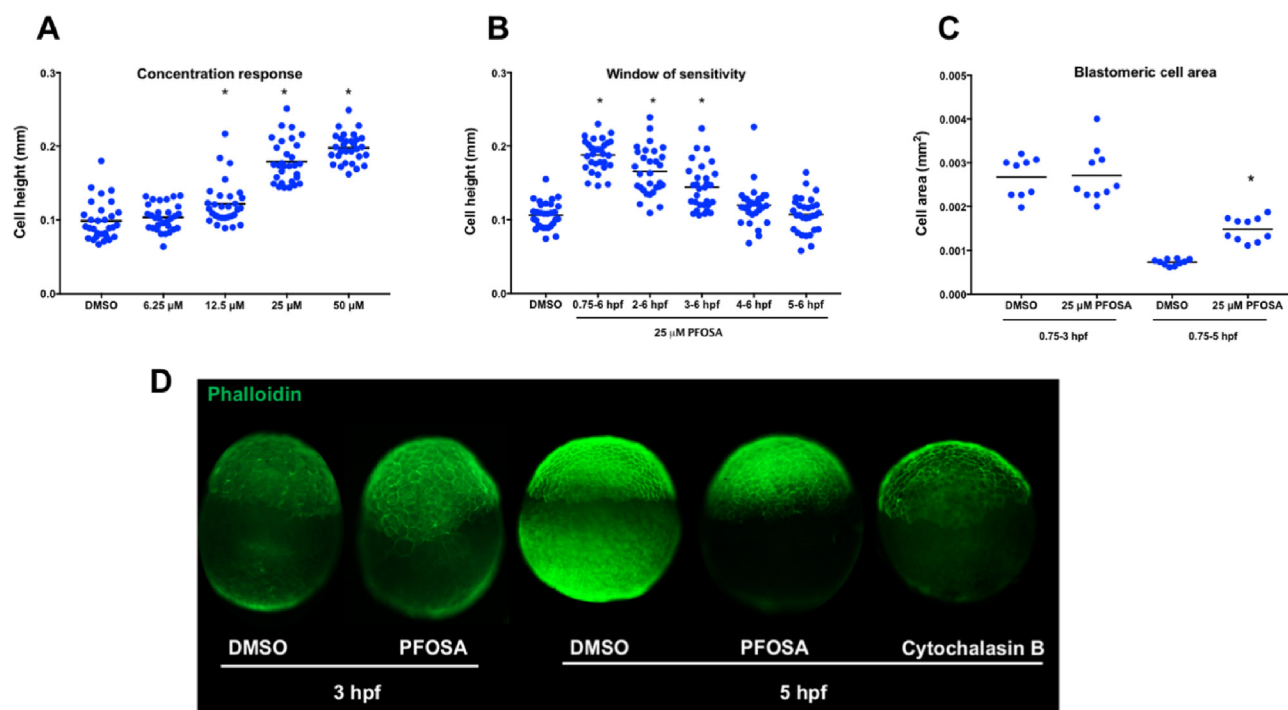 A
Concentration response
* * *
Cell height (mm)
0.3
0.2
0.1
0.0
DMSO 6.25 µM 12.5 µM 25 µM 50 µM
B
Window of sensitivity
* * *
Cell height (mm)
0.3
0.2
0.1
0.0
DMSO 0.75-6 hpf 2-6 hpf 3-6 hpf 4-6 hpf 5-6 hpf
25 µM PFOSA
C
Blastomeric cell area
*
Cell area (mm²)
0.005
0.004
0.003
0.002
0.001
0.000
DMSO 25 µM PFOSA DMSO 25 µM PFOSA
0.75-3 hpf 0.75-5 hpf
D
Phalloidin
DMSO PFOSA DMSO PFOSA Cytochalasin B
3 hpf 5 hpf